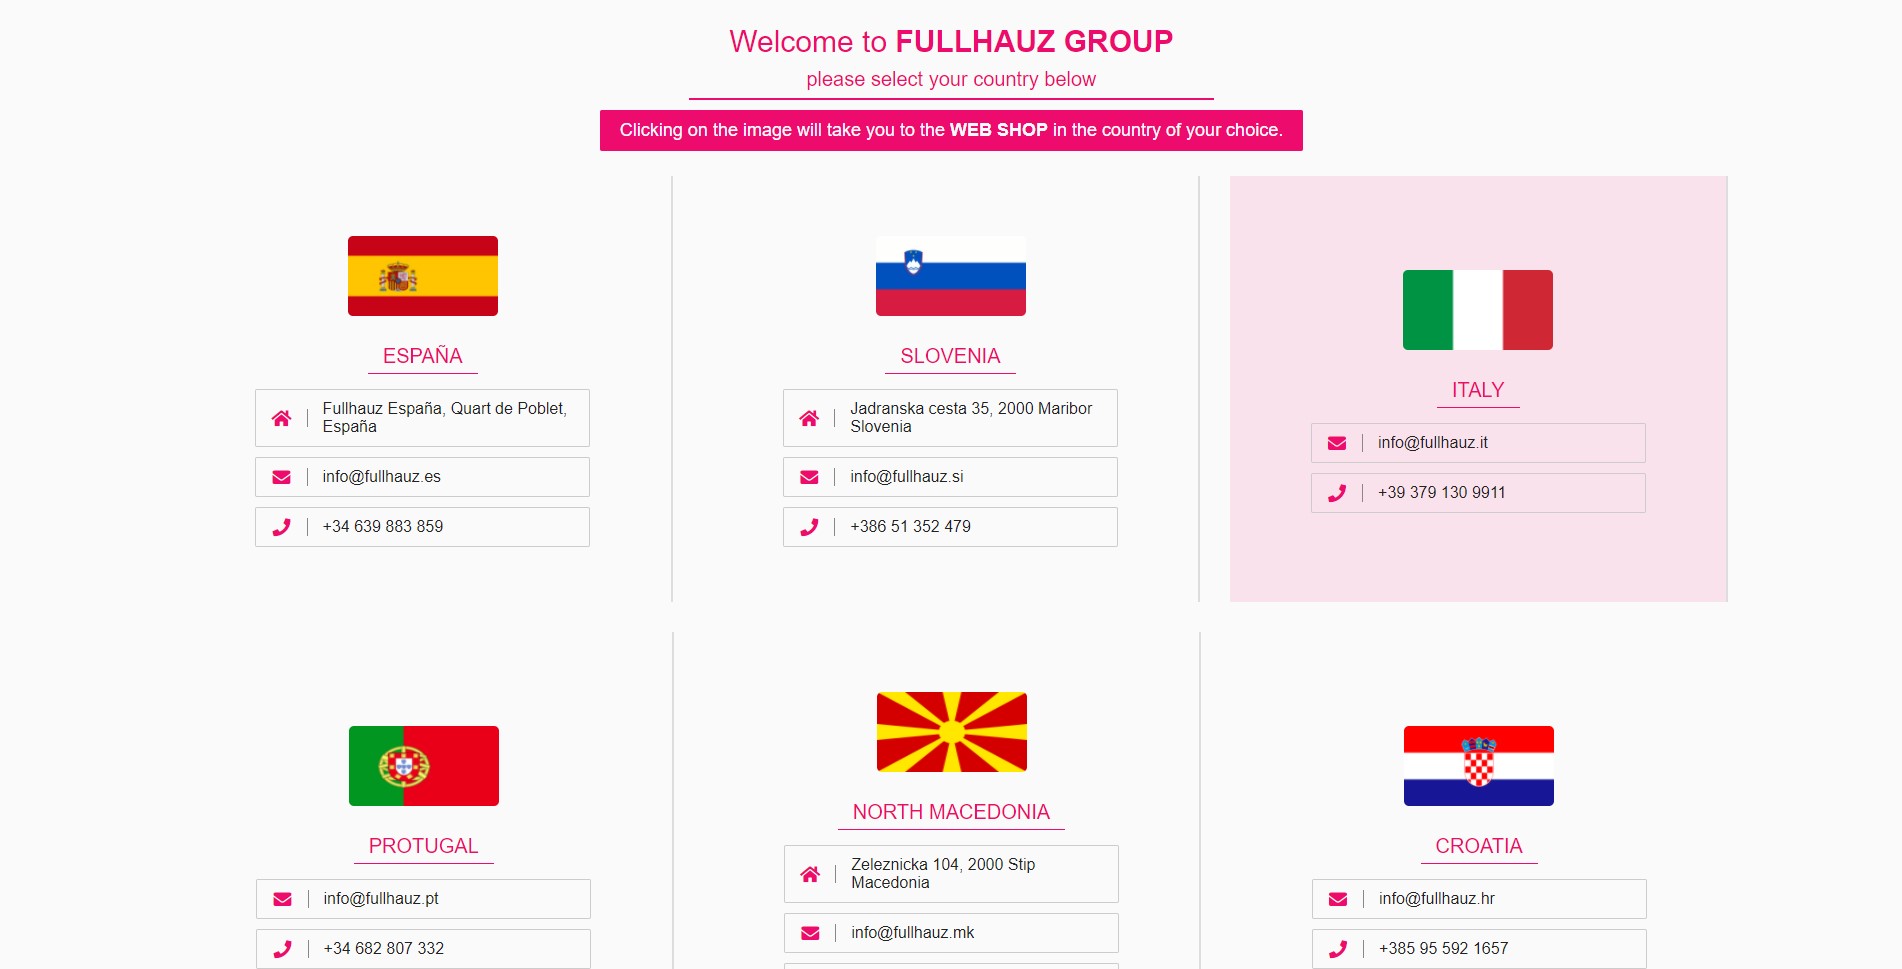 Welcome to FULLHAUZ GROUP
please select your country below
Clicking on the image will take you to the WEB SHOP in the country of your choice.
ESPAÑA
Fullhauz España, Quart de Poblet,
España
info@fullhauz.es
+34 639 883 859
SLOVENIA
Jadranska cesta 35, 2000 Maribor
Slovenia
info@fullhauz.si
+386 51 352 479
ITALY
info@fullhauz.it
+39 379 130 9911
PROTUGAL
info@fullhauz.pt
+34 682 807 332
NORTH MACEDONIA
Zeleznicka 104, 2000 Stip
Macedonia
info@fullhauz.mk
CROATIA
info@fullhauz.hr
+385 95 592 1657